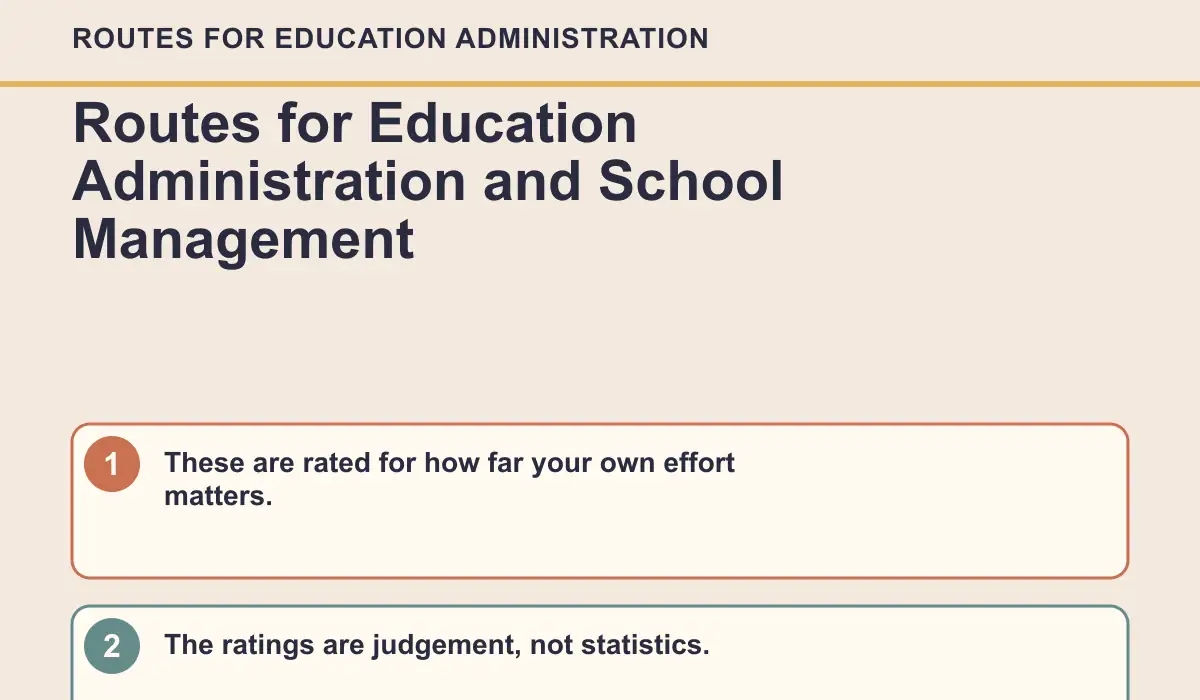 ROUTES FOR EDUCATION ADMINISTRATION
Routes for Education
Administration and School
Management
1
These are rated for how far your own effort
matters.
2
The ratings are judgement, not statistics.